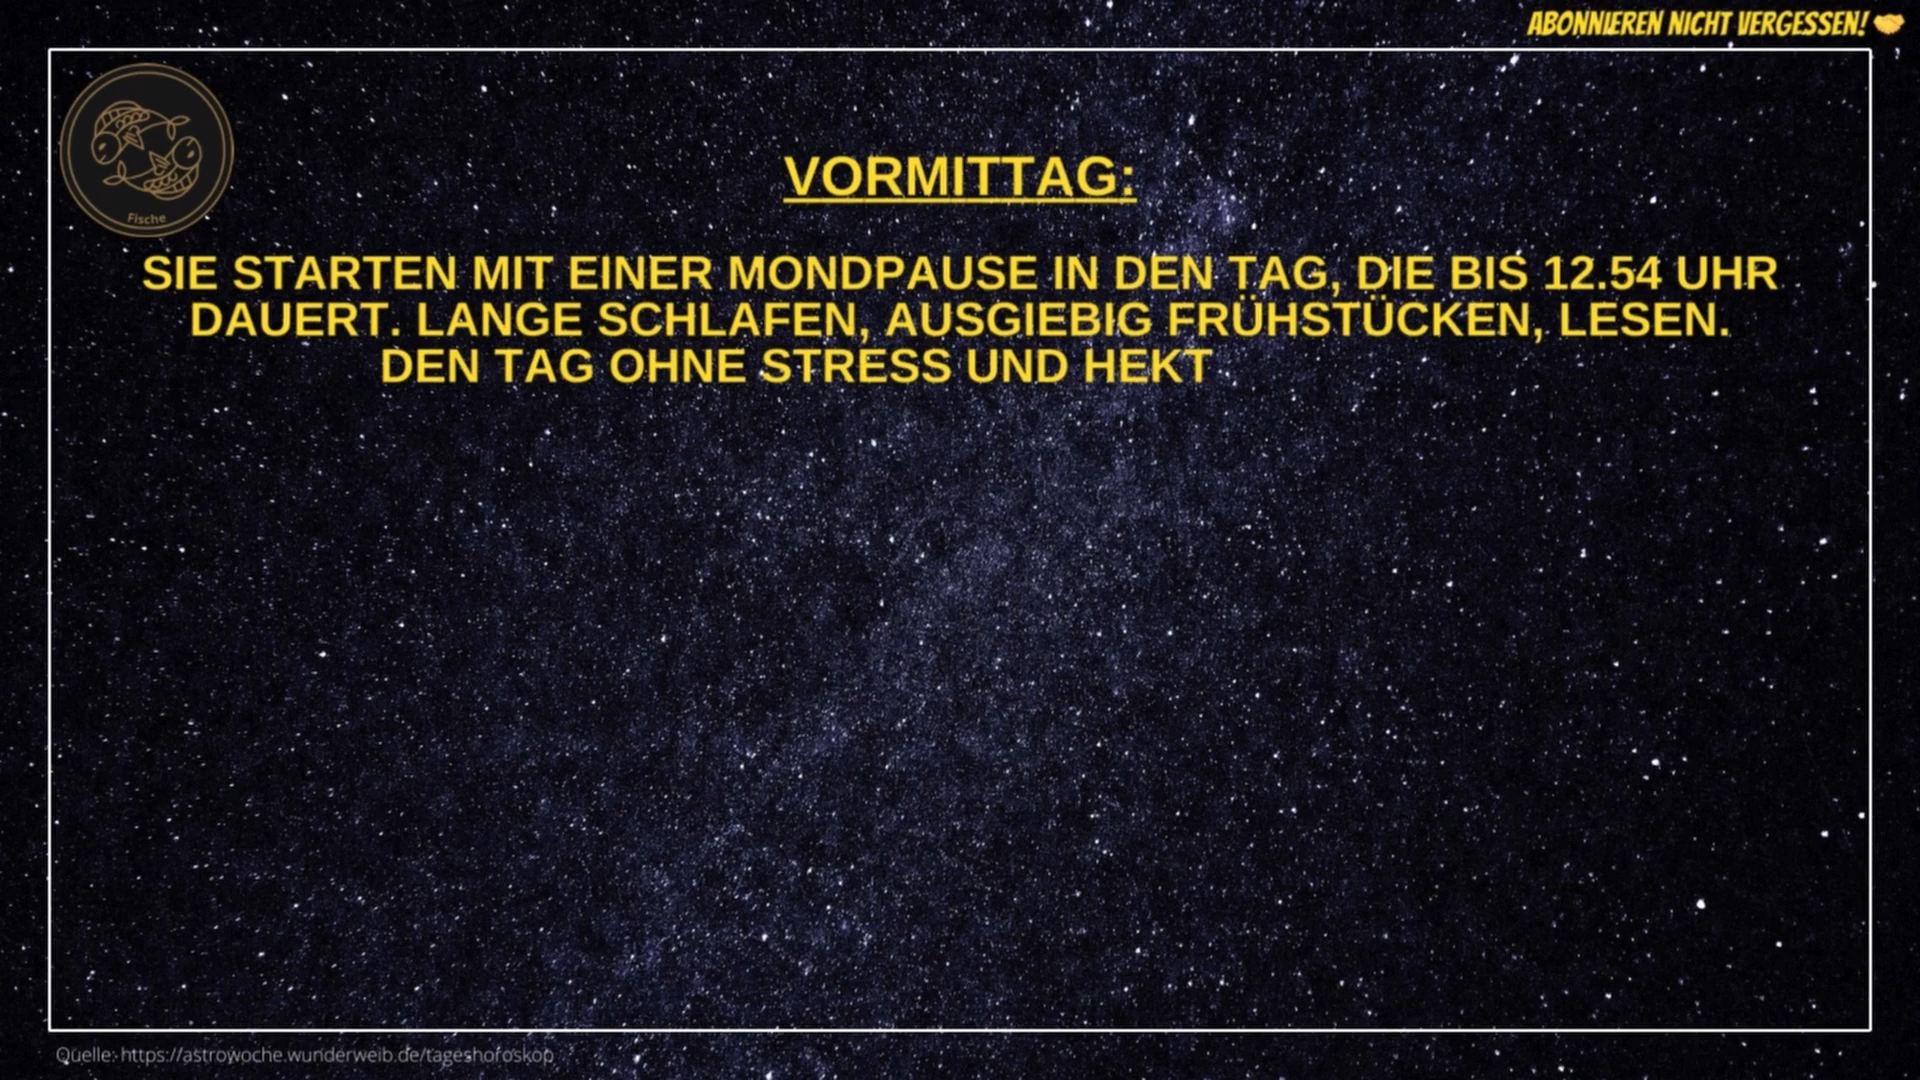 ABONNIEREN NICHT VERGESSEN!
Fische
VORMITTAG:
SIE STARTEN MIT EINER MONDPAUSE IN DEN TAG, DIE BIS 12.54 UHR
DAUERT. LANGE SCHLAFEN, AUSGIEBIG FRÜHSTÜCKEN, LESEN.
DEN TAG OHNE STRESS UND HEKT
Quelle: https://astrowoche.wunderweib.de/tageshoroskop